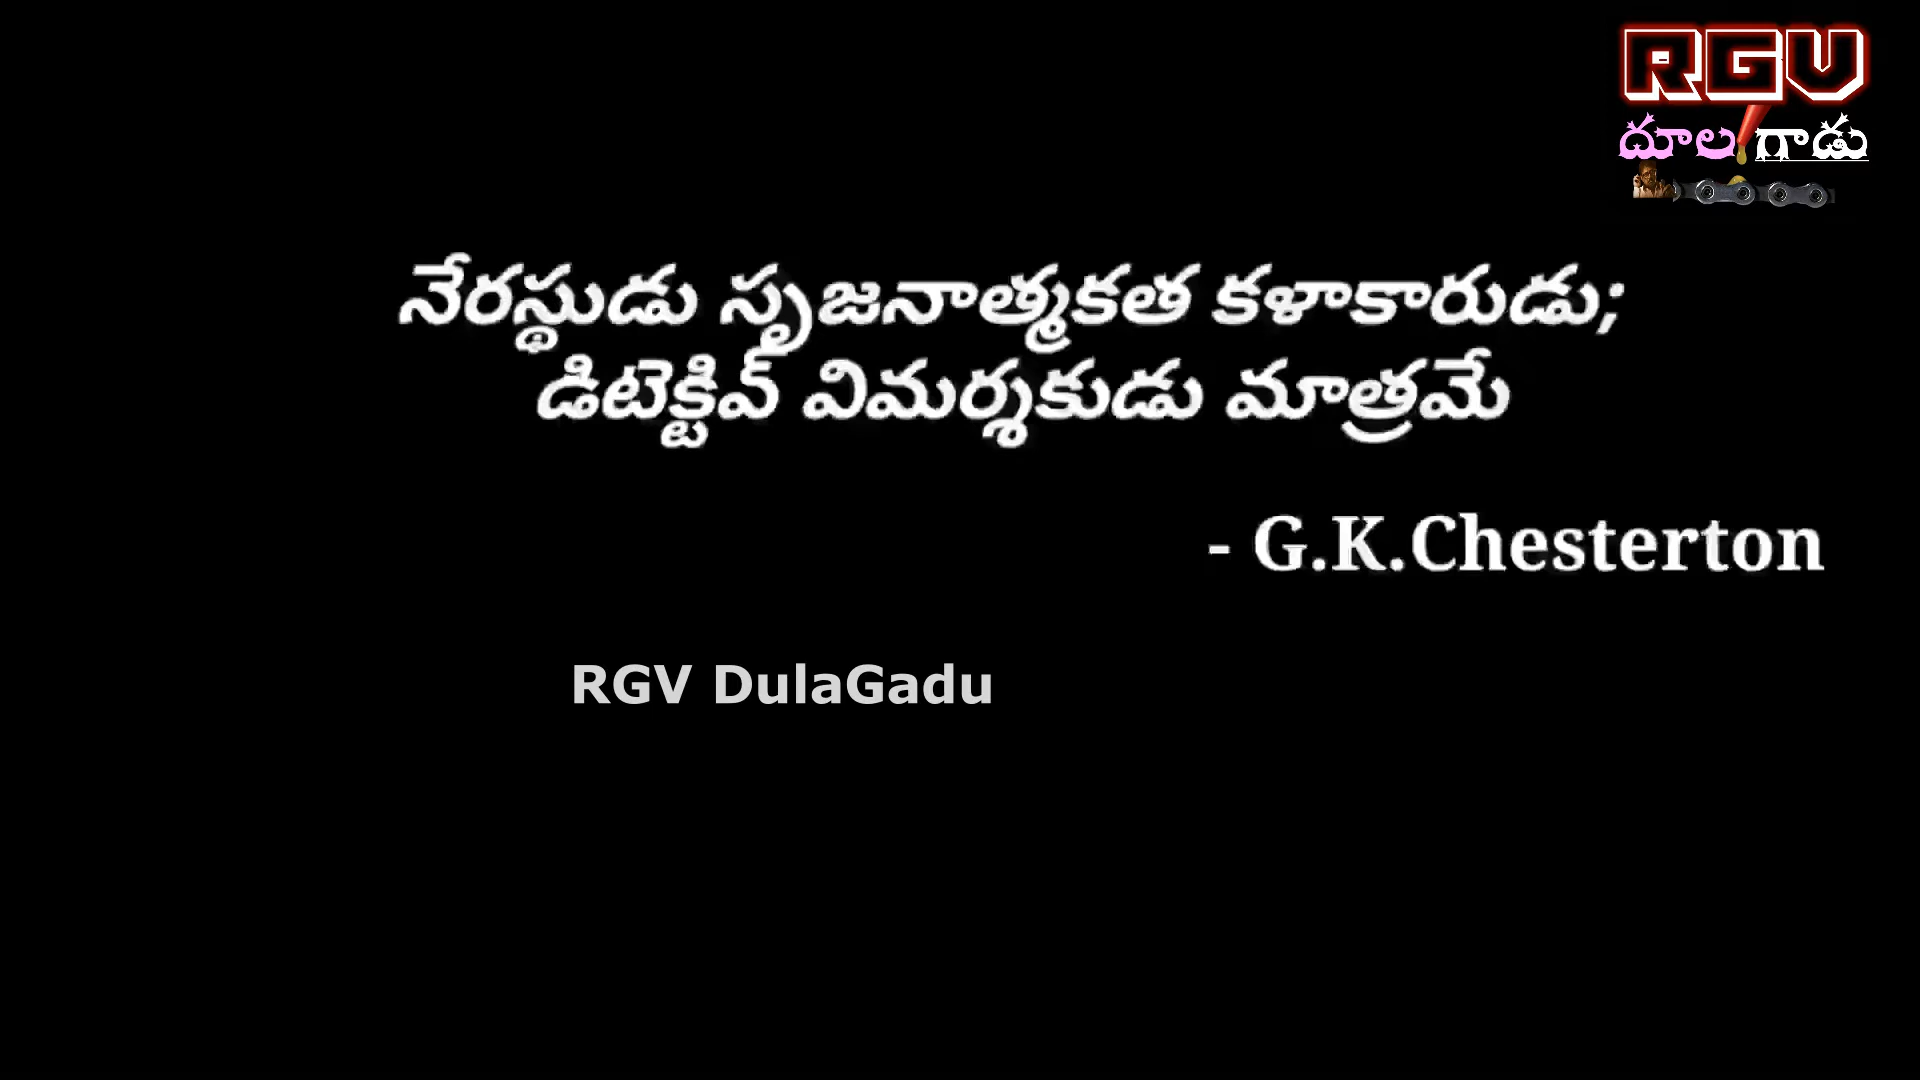 RGV
దూల గాడు
నేరస్థుడు సృజనాత్మకత కళాకారుడు;
డిటెక్టివ్ విమర్శకుడు మాత్రమే
- G.K.Chesterton
RGV DulaGadu